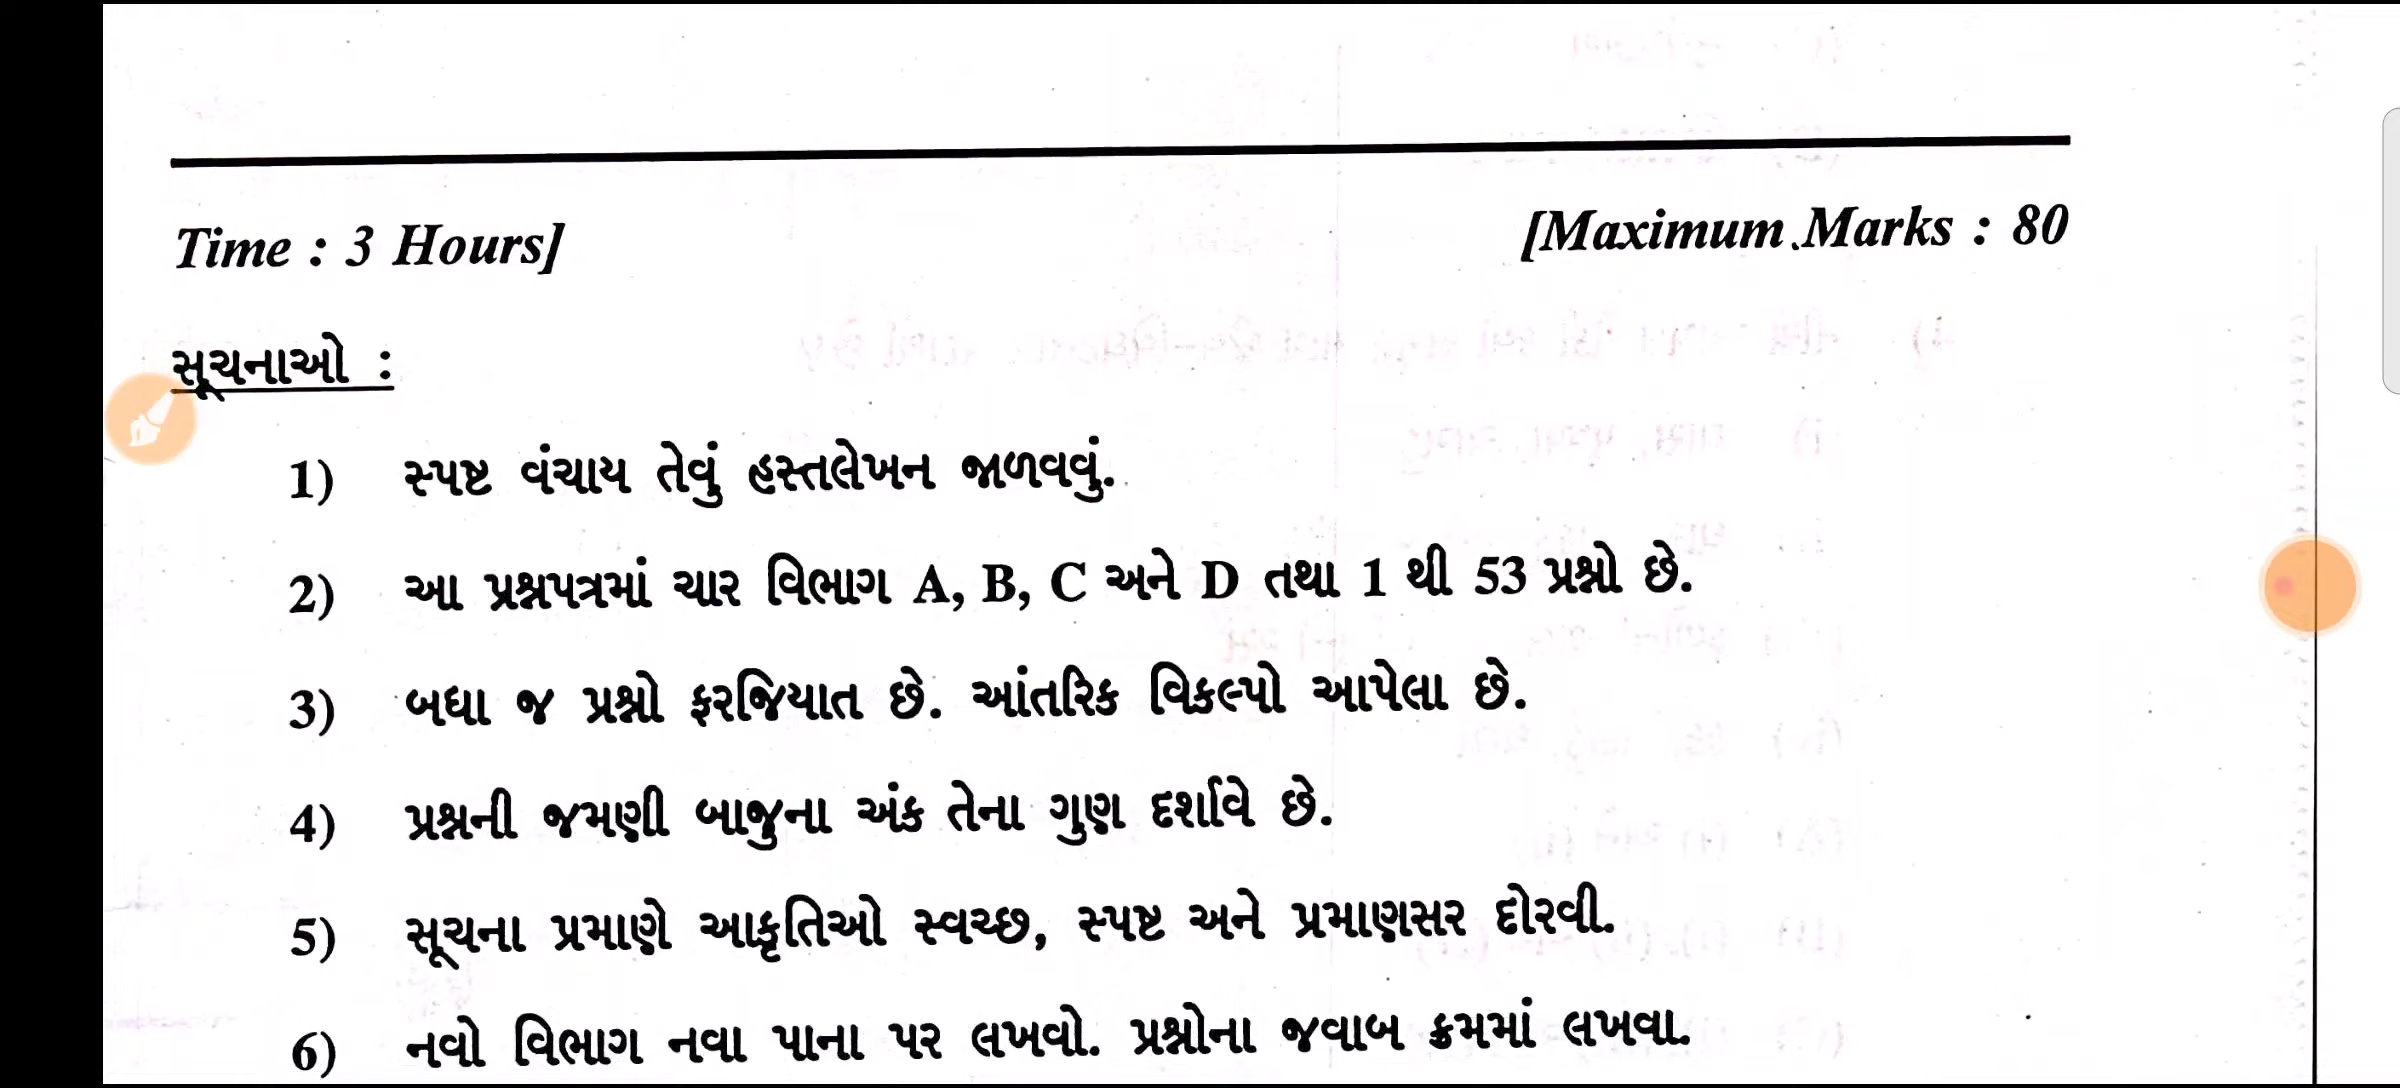 Time : 3 Hours] [Maximum Marks : 80
સૂચનાઓ :
1) સ્પષ્ટ વંચાય તેવું હસ્તલેખન જાળવવું.
2) આ પ્રશ્નપત્રમાં ચાર વિભાગ A, B, C અને D તથા 1 થી 53 પ્રશ્નો છે.
3) બધા જ પ્રશ્નો ફરજિયાત છે. આંતરિક વિકલ્પો આપેલા છે.
4) પ્રશ્નની જમણી બાજુના અંક તેના ગુણ દર્શાવે છે.
5) સૂચના પ્રમાણે આકૃતિઓ સ્વચ્છ, સ્પષ્ટ અને પ્રમાણસર દોરવી.
6) નવો વિભાગ નવા પાના પર લખવો. પ્રશ્નોના જવાબ ક્રમમાં લખવા.